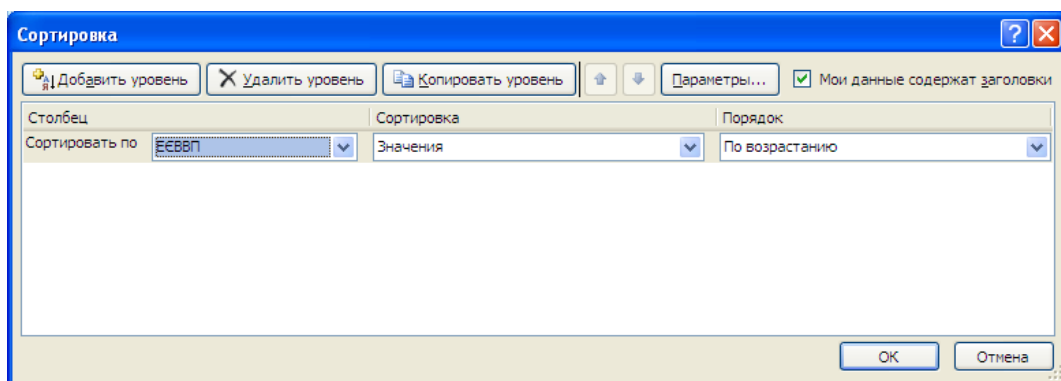 Сортировка
Добавить уровень Удалить уровень Копировать уровень Параметры... Мои данные содержат заголовки
Столбец Сортировка Порядок
Сортировать по ЕЄВВП Значения По возрастанию
ОК Отмена